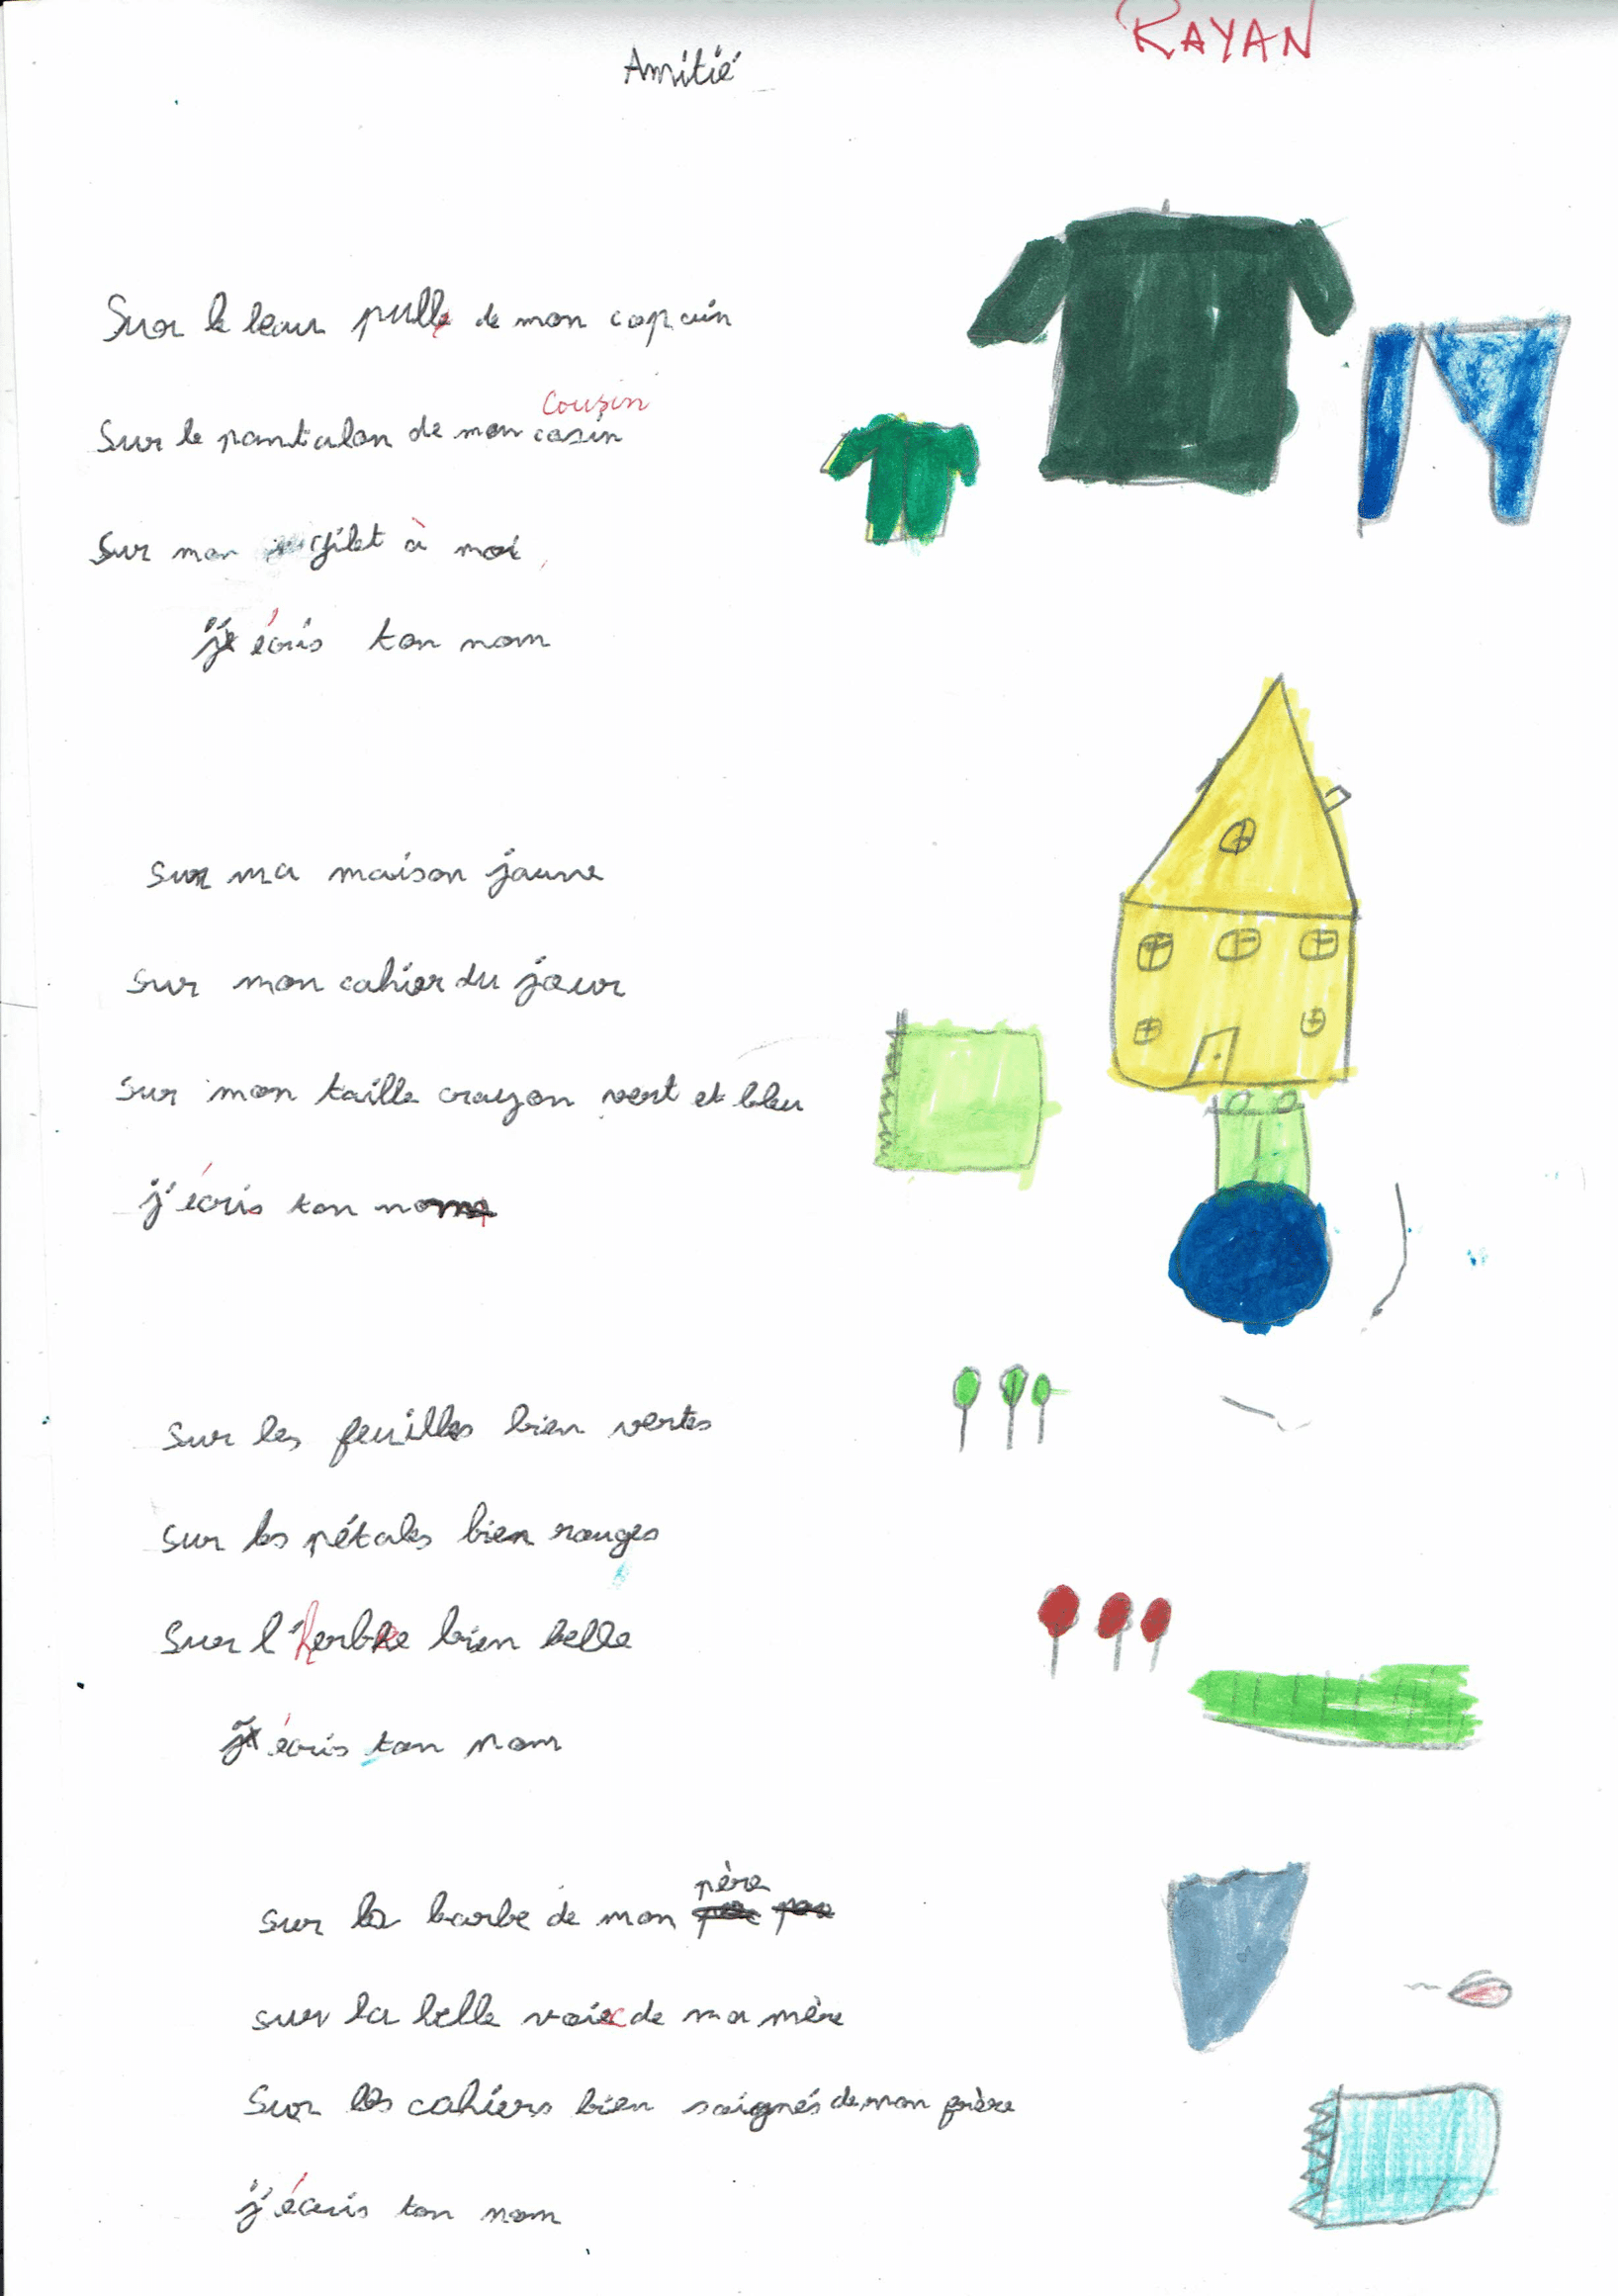 RAYAN
Amitié
Sur le beau pull de mon copain
cousin
Sur le pantalon de mon cosin
Sur mon gilet à moi
j'écris ton nom
sur ma maison jaune
sur mon cahier du jour
sur mon taille crayon vert et bleu
j'écris ton nom
sur les feuilles bien vertes
sur les pétales bien rouges
sur l'herbe bien belle
j'écris ton nom
père
sur la barbe de mon
sur la belle voix de ma mère
Sur les cahiers bien soignés de mon frère
j'écris ton nom